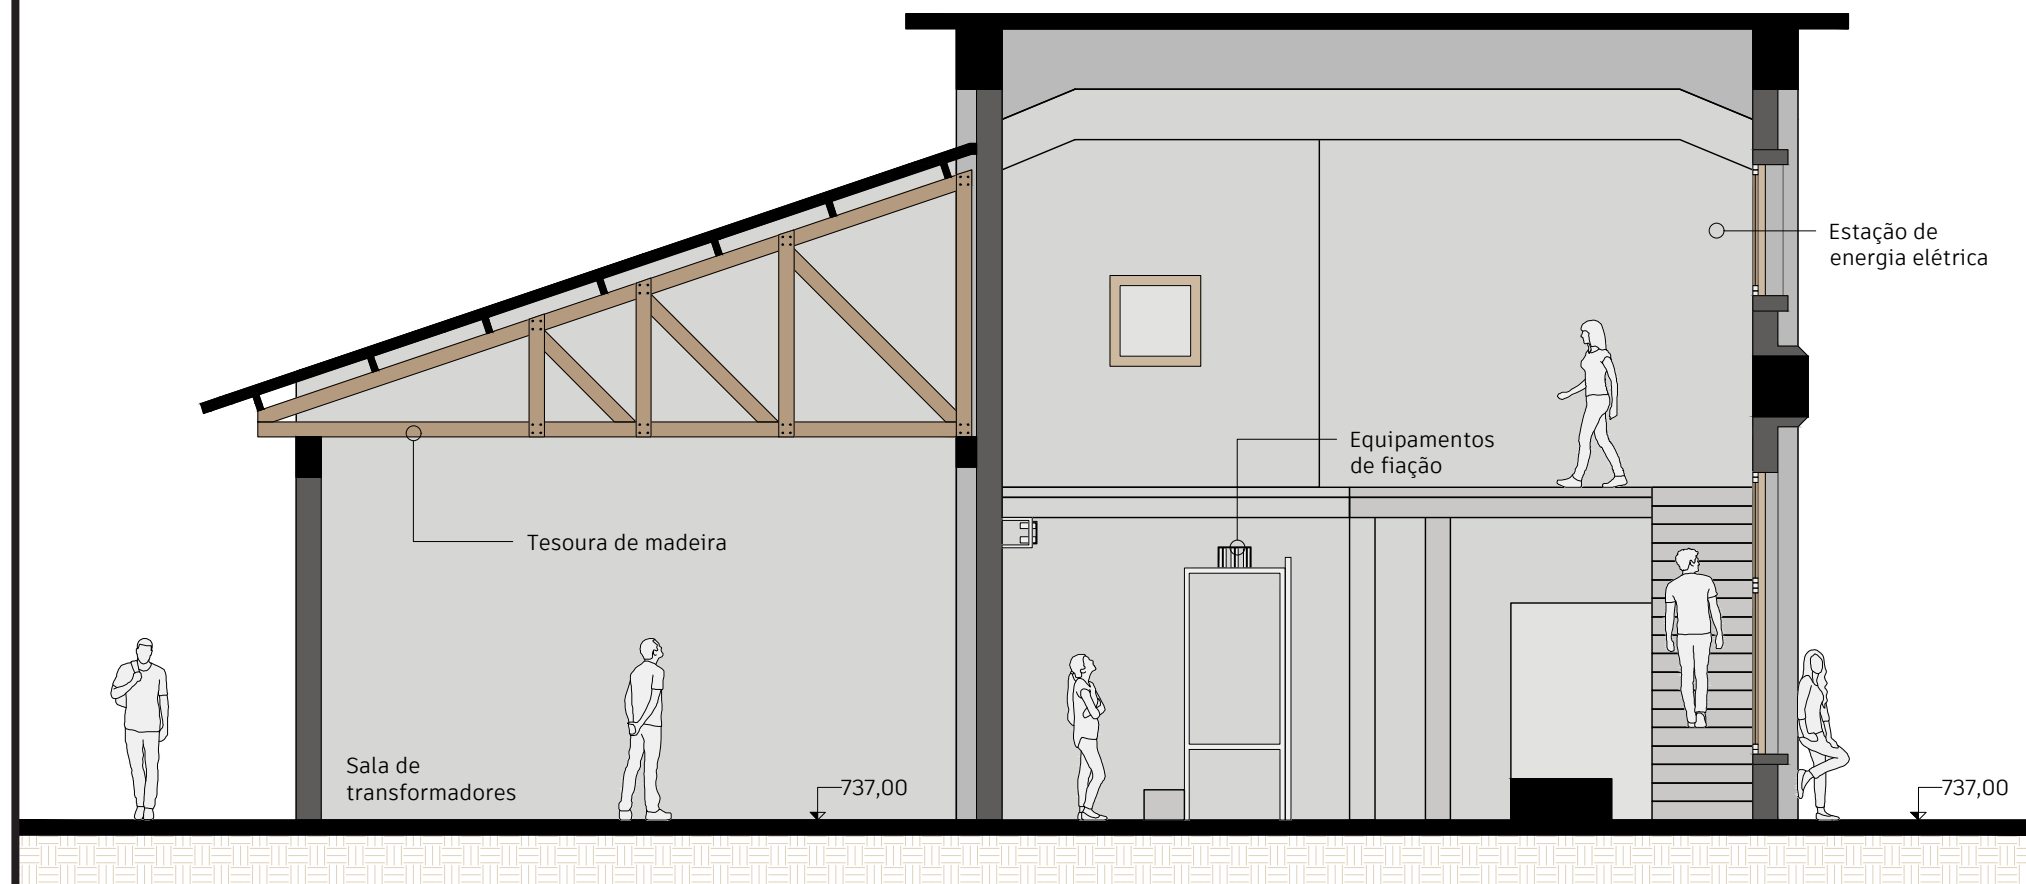 Estação de
energia elétrica
Equipamentos
de fiação
Tesoura de madeira
Sala de
transformadores
737,00
737,00